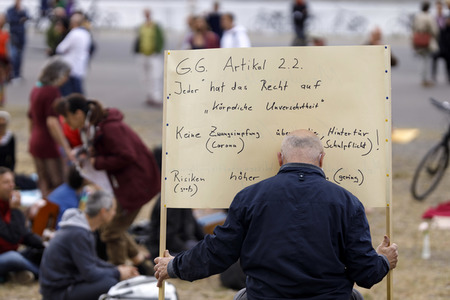 G.G. Artikel 2.2.
"Jeder" hat das Recht auf
"Körperliche Unversehrtheit"
Keine Zwangsimpfung über die "Hintertür
(Corona) Schulpflicht)!
Risiken höher
(groß) (gering)